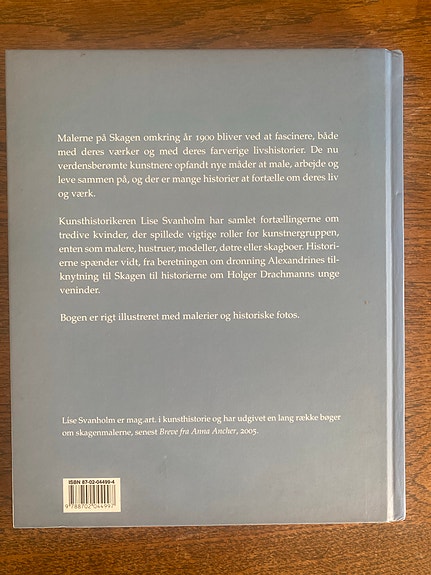 Malerne på Skagen omkring år 1900 bliver ved at fascinere, både
med deres værker og med deres farverige livshistorier. De nu
verdensberømte kunstnere opfandt nye måder at male, arbejde og
leve sammen på, og der er mange historier at fortælle om deres liv
og værk.
Kunsthistorikeren Lise Svanholm har samlet fortællingerne om
tredive kvinder, der spillede vigtige roller for kunstnergruppen,
enten som malere, hustruer, modeller, døtre eller skagboer. Histori-
erne spænder vidt, fra beretningen om dronning Alexandrines til-
knytning til Skagen til historierne om Holger Drachmanns unge
veninder.
Bogen er rigt illustreret med malerier og historiske fotos.
Lise Svanholm er mag.art. i kunsthistorie og har udgivet en lang række bøger
om skagenmalerne, senest Breve fra Anna Ancher, 2005.
ISBN 87-02-04499-4
9 788702 044997